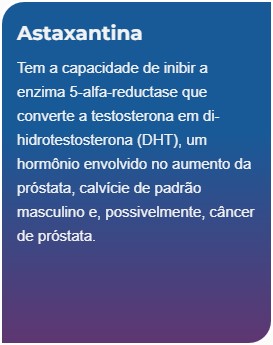 Astaxantina
Tem a capacidade de inibir a
enzima 5-alfa-reductase que
converte a testosterona em di-
hidrotestosterona (DHT), um
hormônio envolvido no aumento da
próstata, calvície de padrão
masculino e, possivelmente, câncer
de próstata.